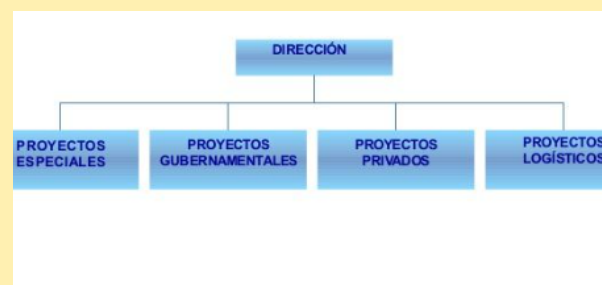 DIRECCIÓN
PROYECTOS
ESPECIALES
PROYECTOS
GUBERNAMENTALES
PROYECTOS
PRIVADOS
PROYECTOS
LOGÍSTICOS